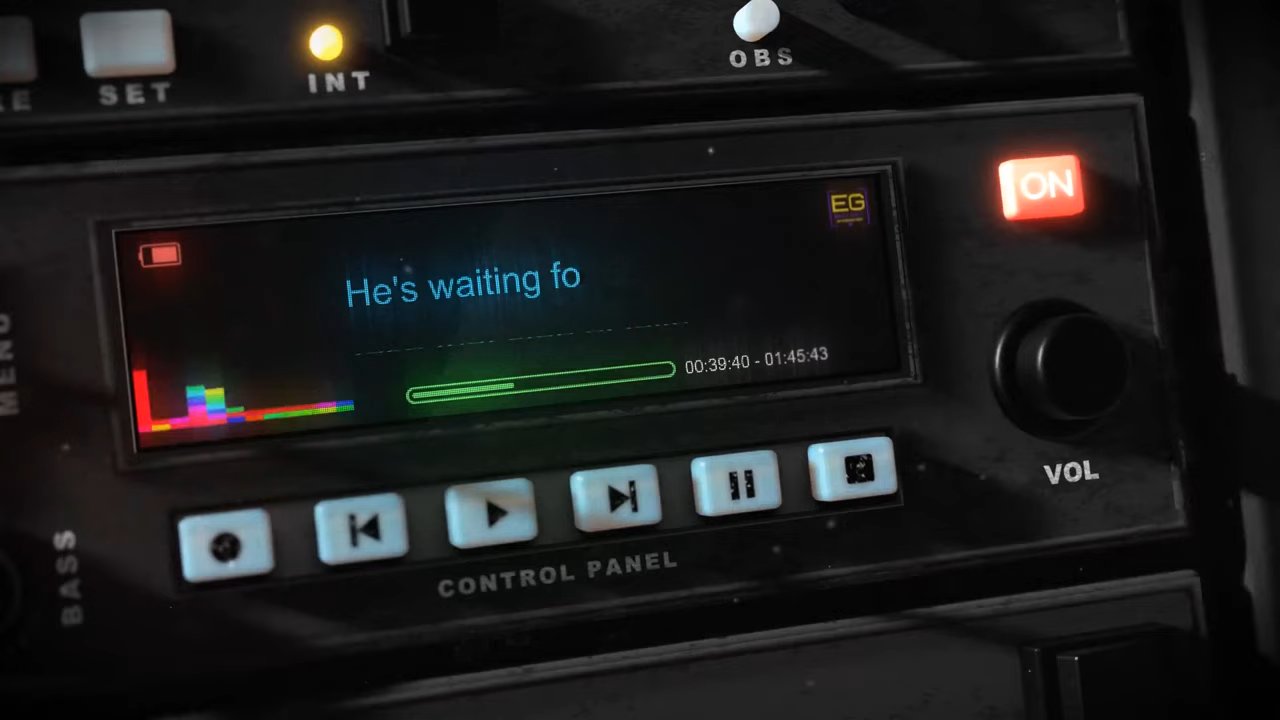 SET
INT
OBS
ON
EG
He's waiting fo
00:39:40 - 01:45:43
MENU
VOL
BASS
CONTROL PANEL